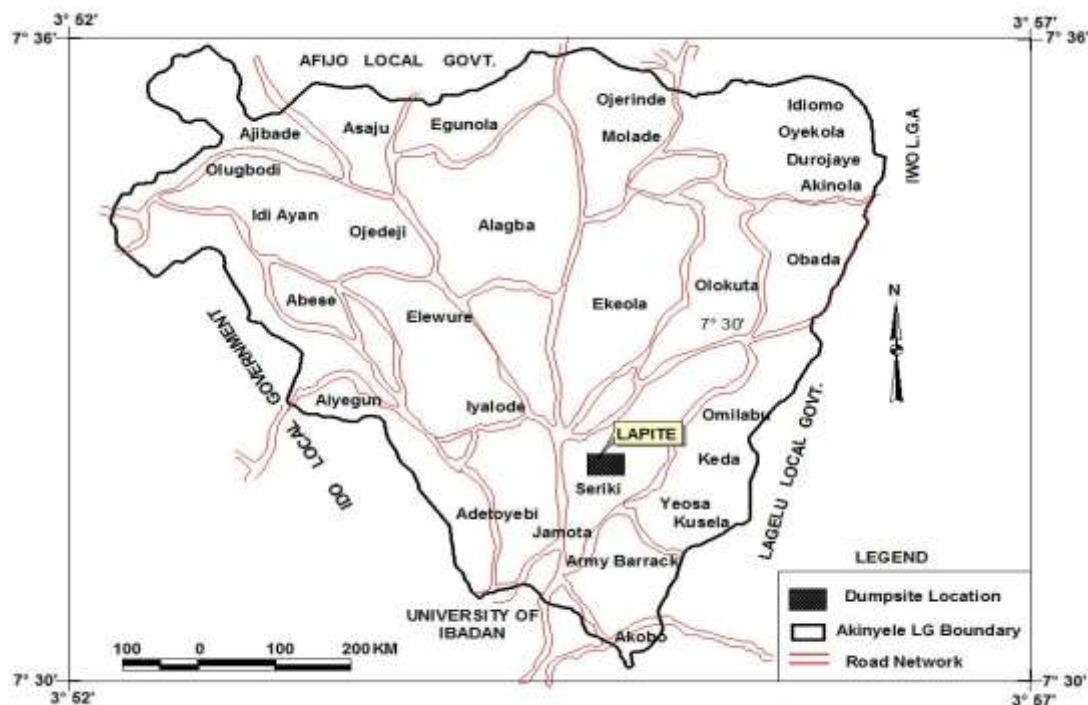 3° 52'
3° 57'
7° 36'
7° 36'
AFIJO LOCAL GOVT.
Ojerinde
Idiomo
Asaju
Egunola
Ajibade
Molade
Oyekola
Durojaye
IWO L.G.A
Olugbodi
Akinola
Idi Ayan
Ojedeji
Alagba
Obada
Olokuta
Abese
Ekeola
N
Elewure
7° 30'
IDO LOCAL GOVERNMENT
Aiyegun
Iyalode
Omilabu
LAPITE
Keda
LAGELU LOCAL GOVT.
Seriki
Yeosa
Kusela
Adetoyebi
Jamota
Army Barrack
LEGEND
Dumpsite Location
UNIVERSITY OF
IBADAN
Akobo
Akinyele LG Boundary
100 0 100 200 KM
Road Network
7° 30'
7° 30'
3° 52'
3° 57'